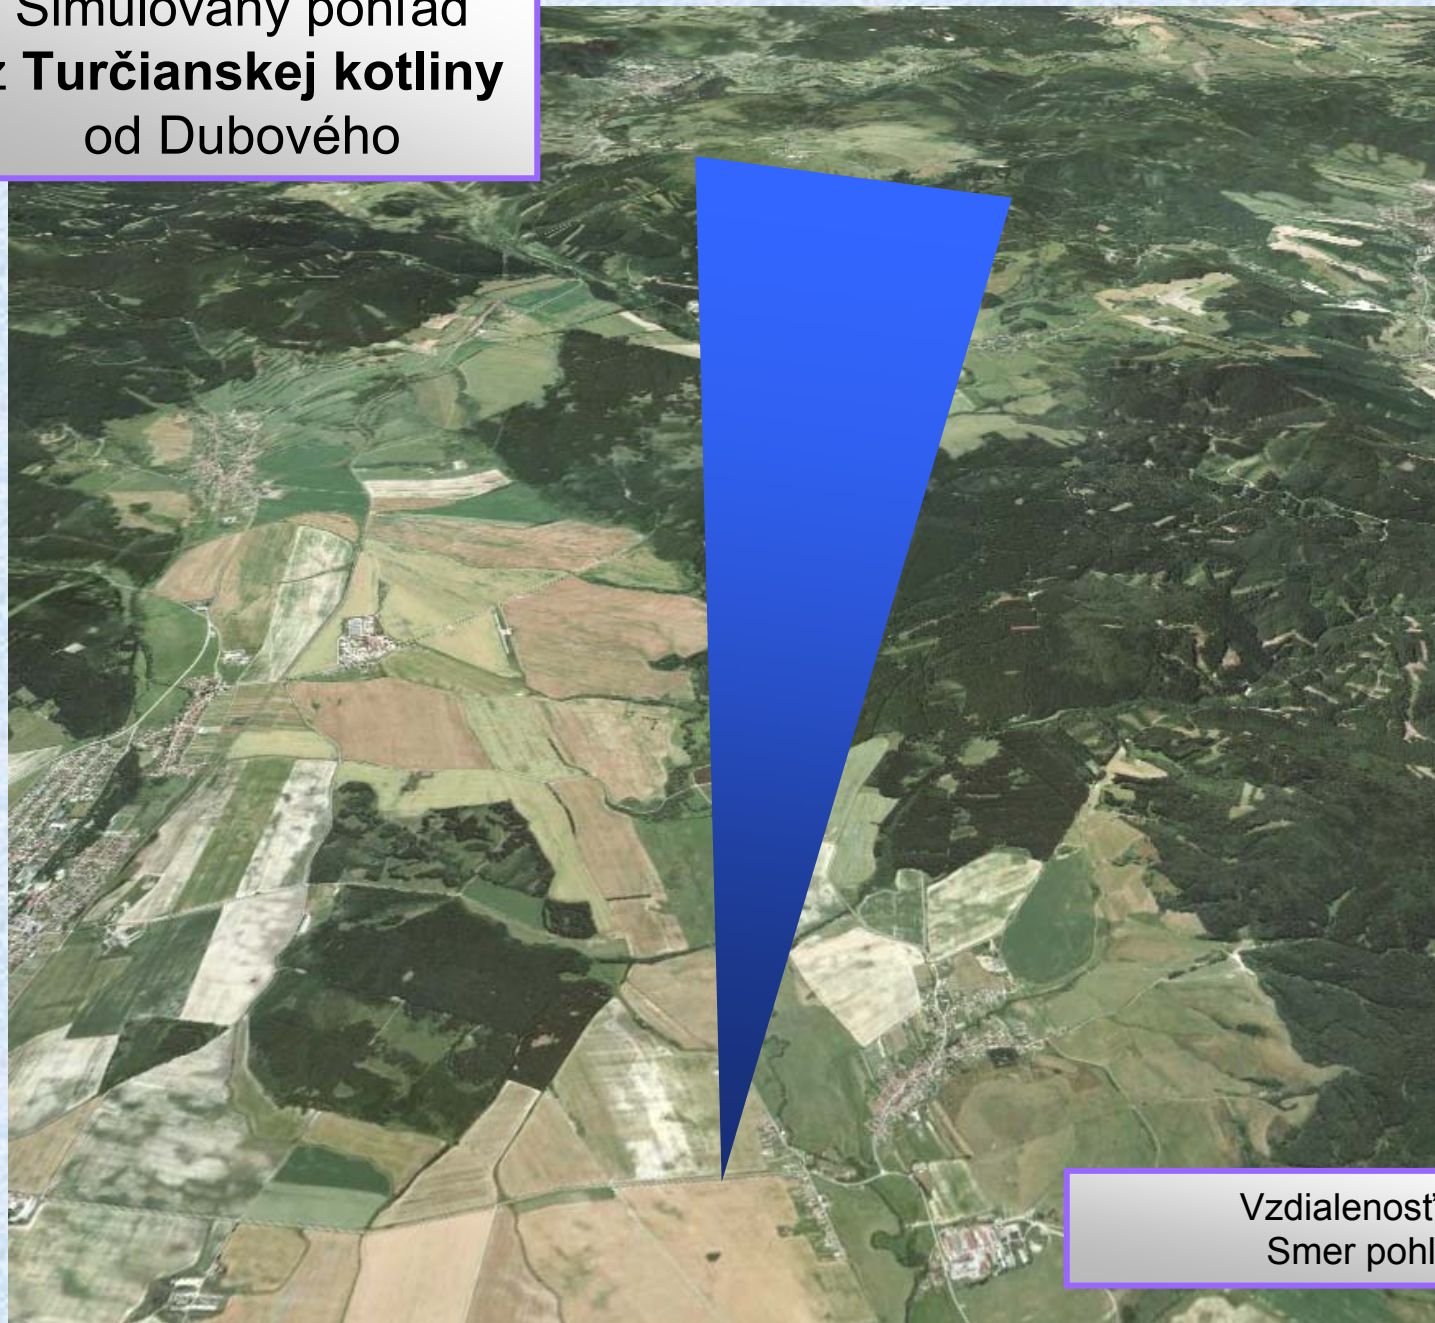 Simulovaný pohľad
z Turčianskej kotliny
od Dubového
Vzdialenosť
Smer pohl